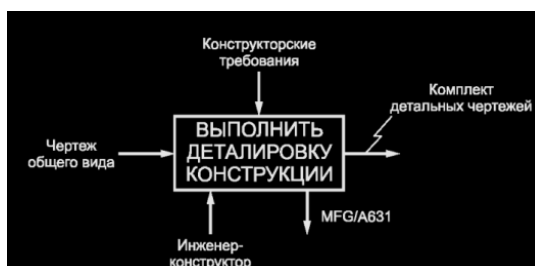 Конструкторские
требования
Комплект
детальных чертежей
ВЫПОЛНИТЬ
ДЕТАЛИРОВКУ
КОНСТРУКЦИИ
Чертеж
общего вида
MFG/A631
Инженер-
конструктор